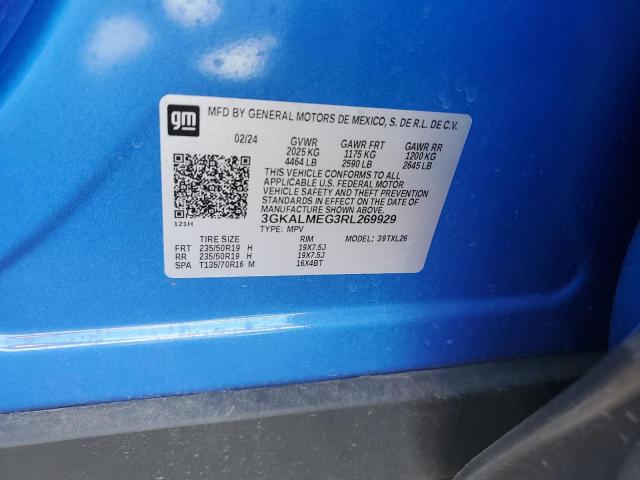 gm
MFD BY GENERAL MOTORS DE MEXICO, S. DE R.L. DE C.V.
02/24 GVWR GAWR FRT GAWR RR
2025 KG 1175 KG 1200 KG
4464 LB 2590 LB 2645 LB
THIS VEHICLE CONFORMS TO ALL
APPLICABLE U.S. FEDERAL MOTOR
VEHICLE SAFETY AND THEFT PREVENTION
STANDARDS IN EFFECT ON THE DATE OF
MANUFACTURE SHOWN ABOVE.
3GKALMEG3RL269929
121H
TYPE: MPV MODEL: 39TXL26
TIRE SIZE RIM
FRT 235/50R19 H 19X7.5J
RR 235/50R19 H 19X7.5J
SPA T135/70R16 M 16X4BT